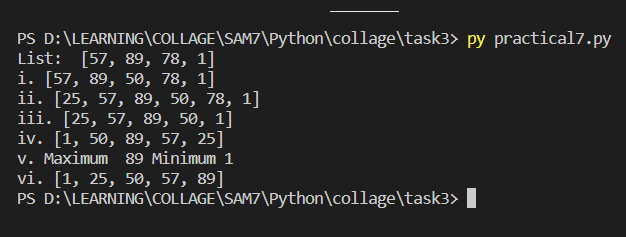 PS D:\LEARNING\COLLAGE\SAM7\Python\collage\task3> py practical7.py
List:  [57, 89, 78, 1]
i. [57, 89, 50, 78, 1]
ii. [25, 57, 89, 50, 78, 1]
iii. [25, 57, 89, 50, 1]
iv. [1, 50, 89, 57, 25]
v. Maximum  89 Minimum 1
vi. [1, 25, 50, 57, 89]
PS D:\LEARNING\COLLAGE\SAM7\Python\collage\task3>